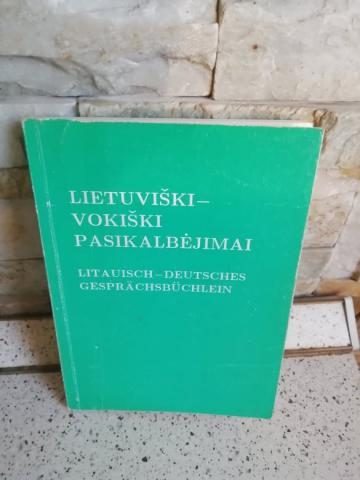 LIETUVIŠKI–
VOKIŠKI
PASIKALBĖJIMAI
LITAUISCH–DEUTSCHES
GESPRÄCHSBÜCHLEIN